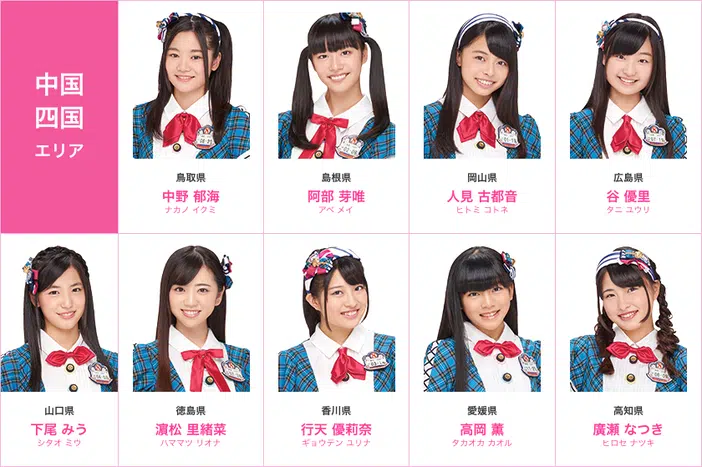 中国
四国
エリア
鳥取県
中野 郁海
ナカノ イクミ
島根県
阿部 芽唯
アベ メイ
岡山県
人見 古都音
ヒトミ コトネ
広島県
谷 優里
タニ ユウリ
山口県
下尾 みう
シタオ ミウ
徳島県
濵松 里緒菜
ハママツ リオナ
香川県
行天 優莉奈
ギョウテン ユリナ
愛媛県
高岡 薫
タカオカ カオル
高知県
廣瀬 なつき
ヒロセ ナツキ